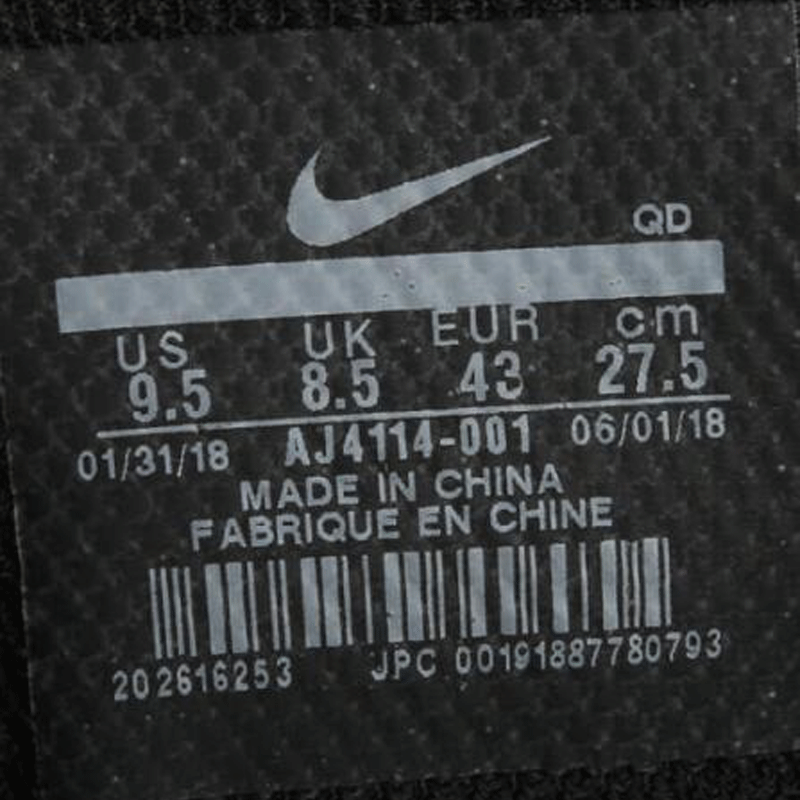 QD
US UK EUR cm
9.5 8.5 43 27.5
01/31/18 AJ4114-001 06/01/18
MADE IN CHINA
FABRIQUE EN CHINE
202616253 JPC 00191887780793